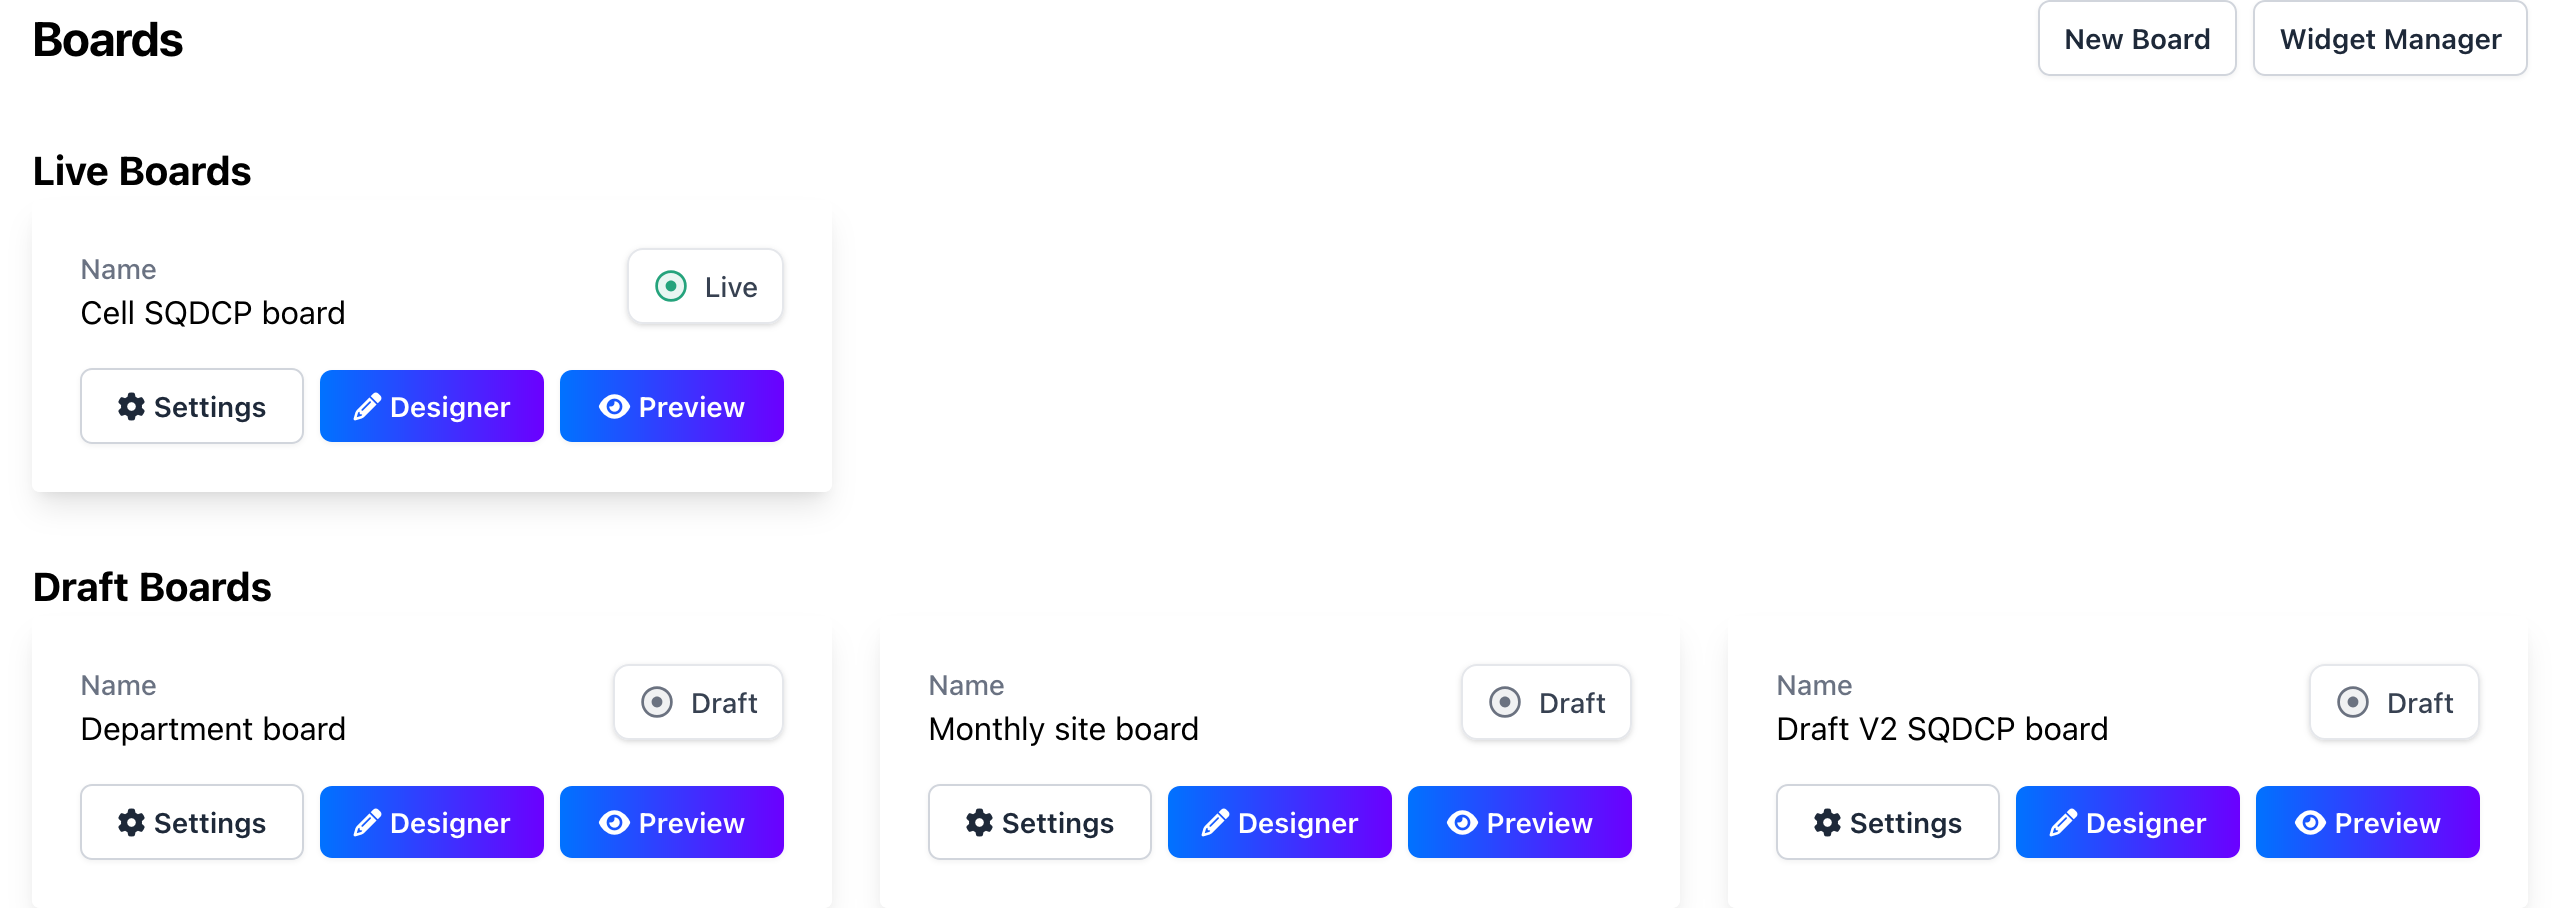 Boards
New Board
Widget Manager
Live Boards
Name
Cell SQDCP board
Live
Settings
Designer
Preview
Draft Boards
Name
Department board
Draft
Settings
Designer
Preview
Name
Monthly site board
Draft
Settings
Designer
Preview
Name
Draft V2 SQDCP board
Draft
Settings
Designer
Preview